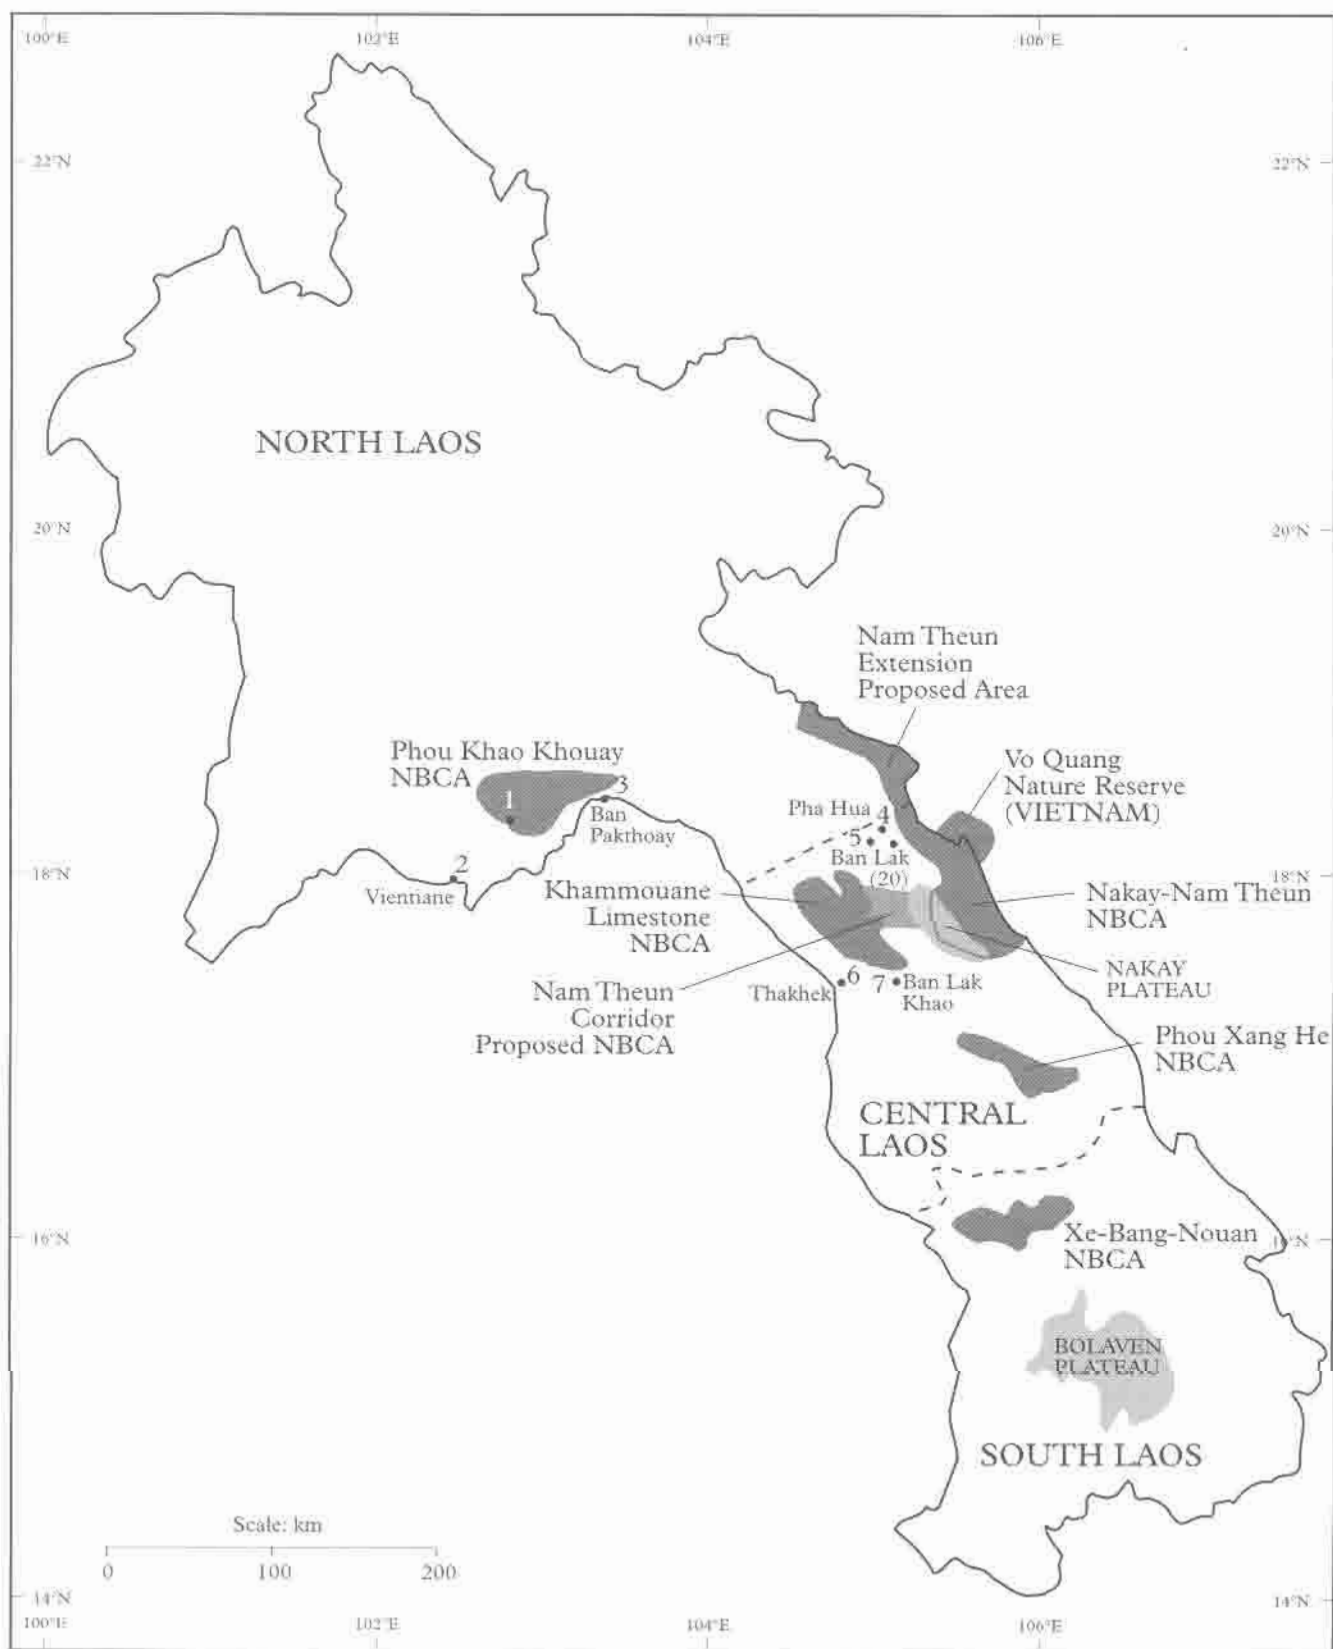 100°E 102°E 104°E 106°E
22°N 22°N
NORTH LAOS
20°N 20°N
Nam Theun
Extension
Proposed Area
Phou Khao Khouay
NBCA
1
3
Ban
Pakthoay
2
Vientiane
Vo Quang
Nature Reserve
(VIETNAM)
Pha Hua 4
5
Ban Lak
(20)
18°N 18°N
Khammouane
Limestone
NBCA
Nakay-Nam Theun
NBCA
NAKAY
PLATEAU
Nam Theun
Corridor
Proposed NBCA
6
Thakhek
7 Ban Lak
Khao
Phou Xang He
NBCA
CENTRAL
LAOS
16°N 16°N
Xe-Bang-Nouan
NBCA
BOLAVEN
PLATEAU
SOUTH LAOS
Scale: km
0 100 200
14°N 14°N
100°E 102°E 104°E 106°E